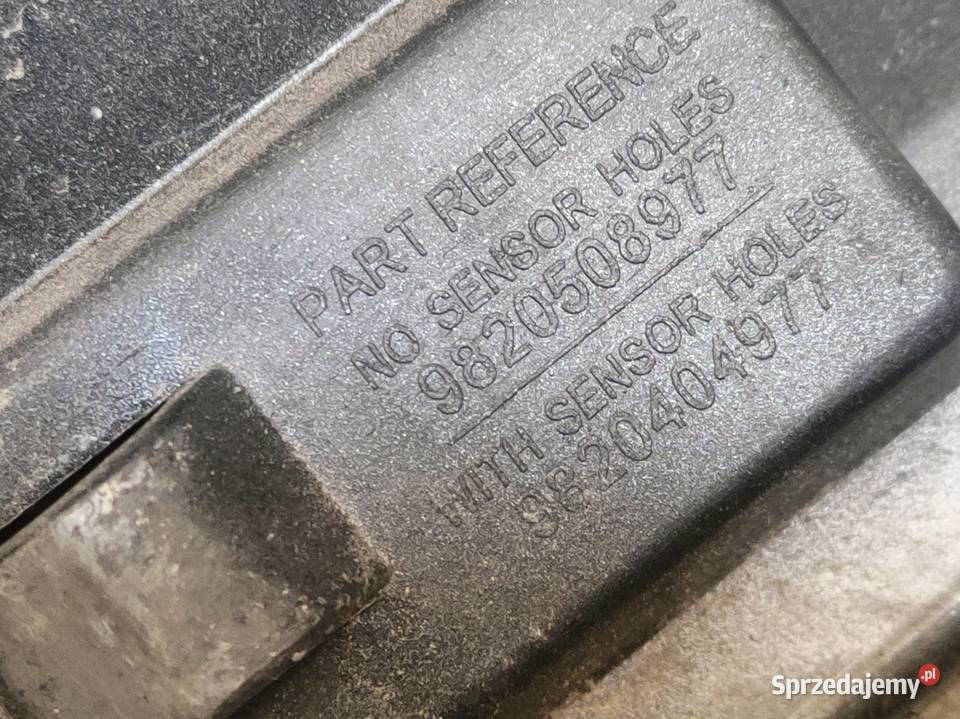 PART REFERENCE
NO SENSOR HOLES
9820508977
WITH SENSOR HOLES
9820404977
Sprzedajemy.pl